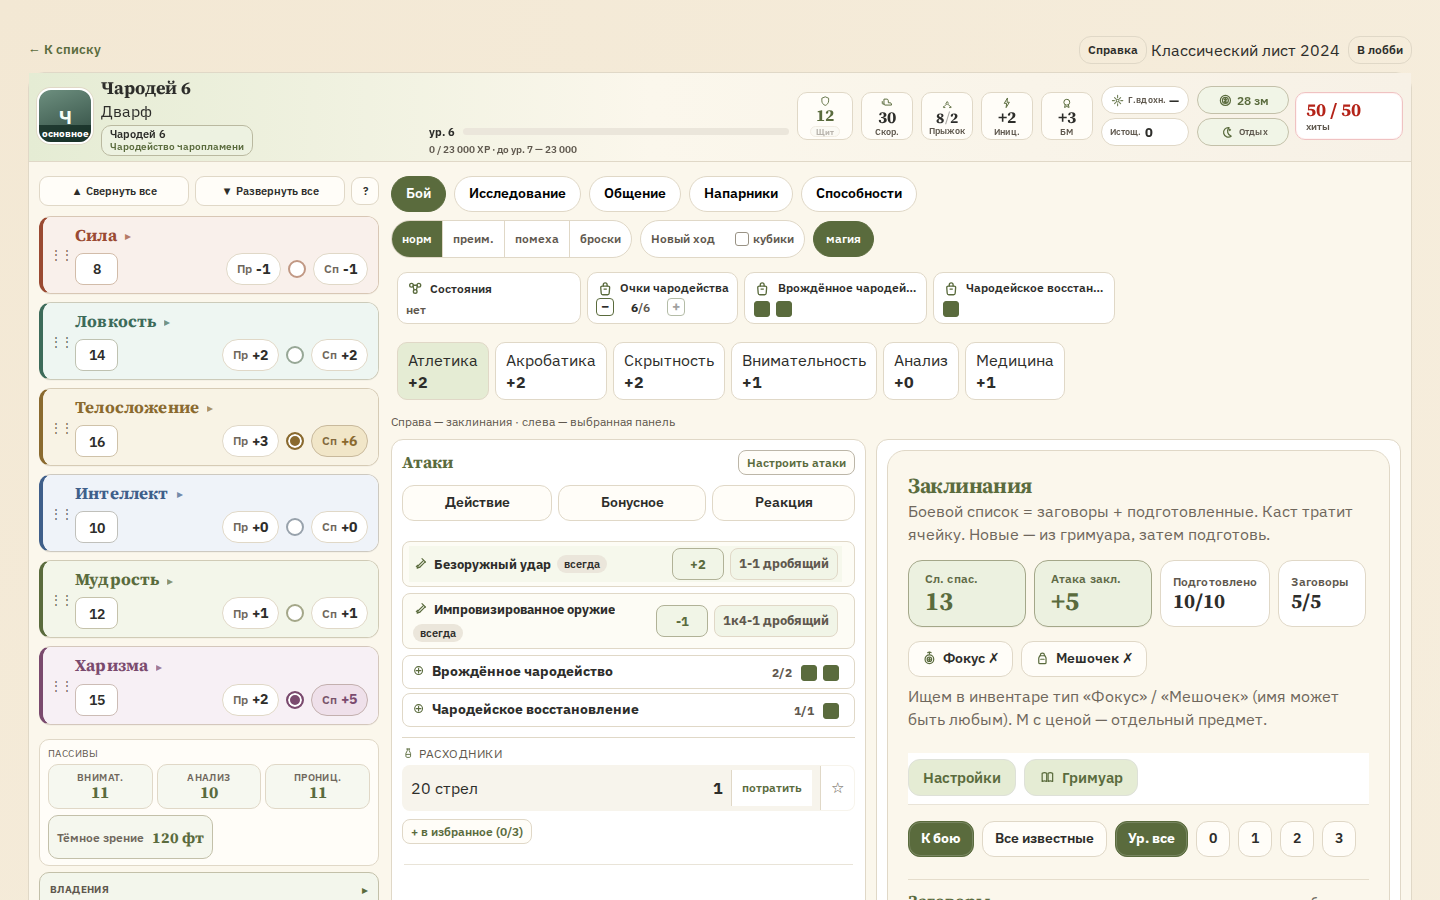 ← К списку
Справка
Классический лист 2024
В лобби
Ч
основное
Чародей 6
Дварф
Чародей 6
Чародейство чаропламени
ур. 6
0 / 23 000 XP · до ур. 7 — 23 000
12
Щит
30
Скор.
8/2
Прыжок
+2
Иниц.
+3
БМ
Г.вдохн. —
Истощ. 0
28 зм
Отдых
50 / 50
хиты
▲ Свернуть все
▼ Развернуть все
?
Сила ▸
8
Пр -1
Сп -1
Ловкость ▸
14
Пр +2
Сп +2
Телосложение ▸
16
Пр +3
Сп +6
Интеллект ▸
10
Пр +0
Сп +0
Мудрость ▸
12
Пр +1
Сп +1
Харизма ▸
15
Пр +2
Сп +5
ПАССИВЫ
ВНИМАТ.
11
АНАЛИЗ
10
ПРОНИЦ.
11
Тёмное зрение 120 фт
ВЛАДЕНИЯ ▸
Бой
Исследование
Общение
Напарники
Способности
норм
преим.
помеха
броски
Новый ход
кубики
магия
Состояния
нет
Очки чародейства
− 6/6 +
Врождённое чародей...
Чародейское восстан...
Атлетика
+2
Акробатика
+2
Скрытность
+2
Внимательность
+1
Анализ
+0
Медицина
+1
Справа — заклинания · слева — выбранная панель
Атаки
Настроить атаки
Действие
Бонусное
Реакция
Безоружный удар всегда
+2
1-1 дробящий
Импровизированное оружие
всегда
-1
1к4-1 дробящий
Врождённое чародейство
2/2
Чародейское восстановление
1/1
РАСХОДНИКИ
20 стрел
1
потратить
☆
+ в избранное (0/3)
Заклинания
Боевой список = заговоры + подготовленные. Каст тратит
ячейку. Новые — из гримуара, затем подготовь.
Сл. спас.
13
Атака закл.
+5
Подготовлено
10/10
Заговоры
5/5
Фокус ✗
Мешочек ✗
Ищем в инвентаре тип «Фокус» / «Мешочек» (имя может
быть любым). М с ценой — отдельный предмет.
Настройки
Гримуар
К бою
Все известные
Ур. все
0
1
2
3